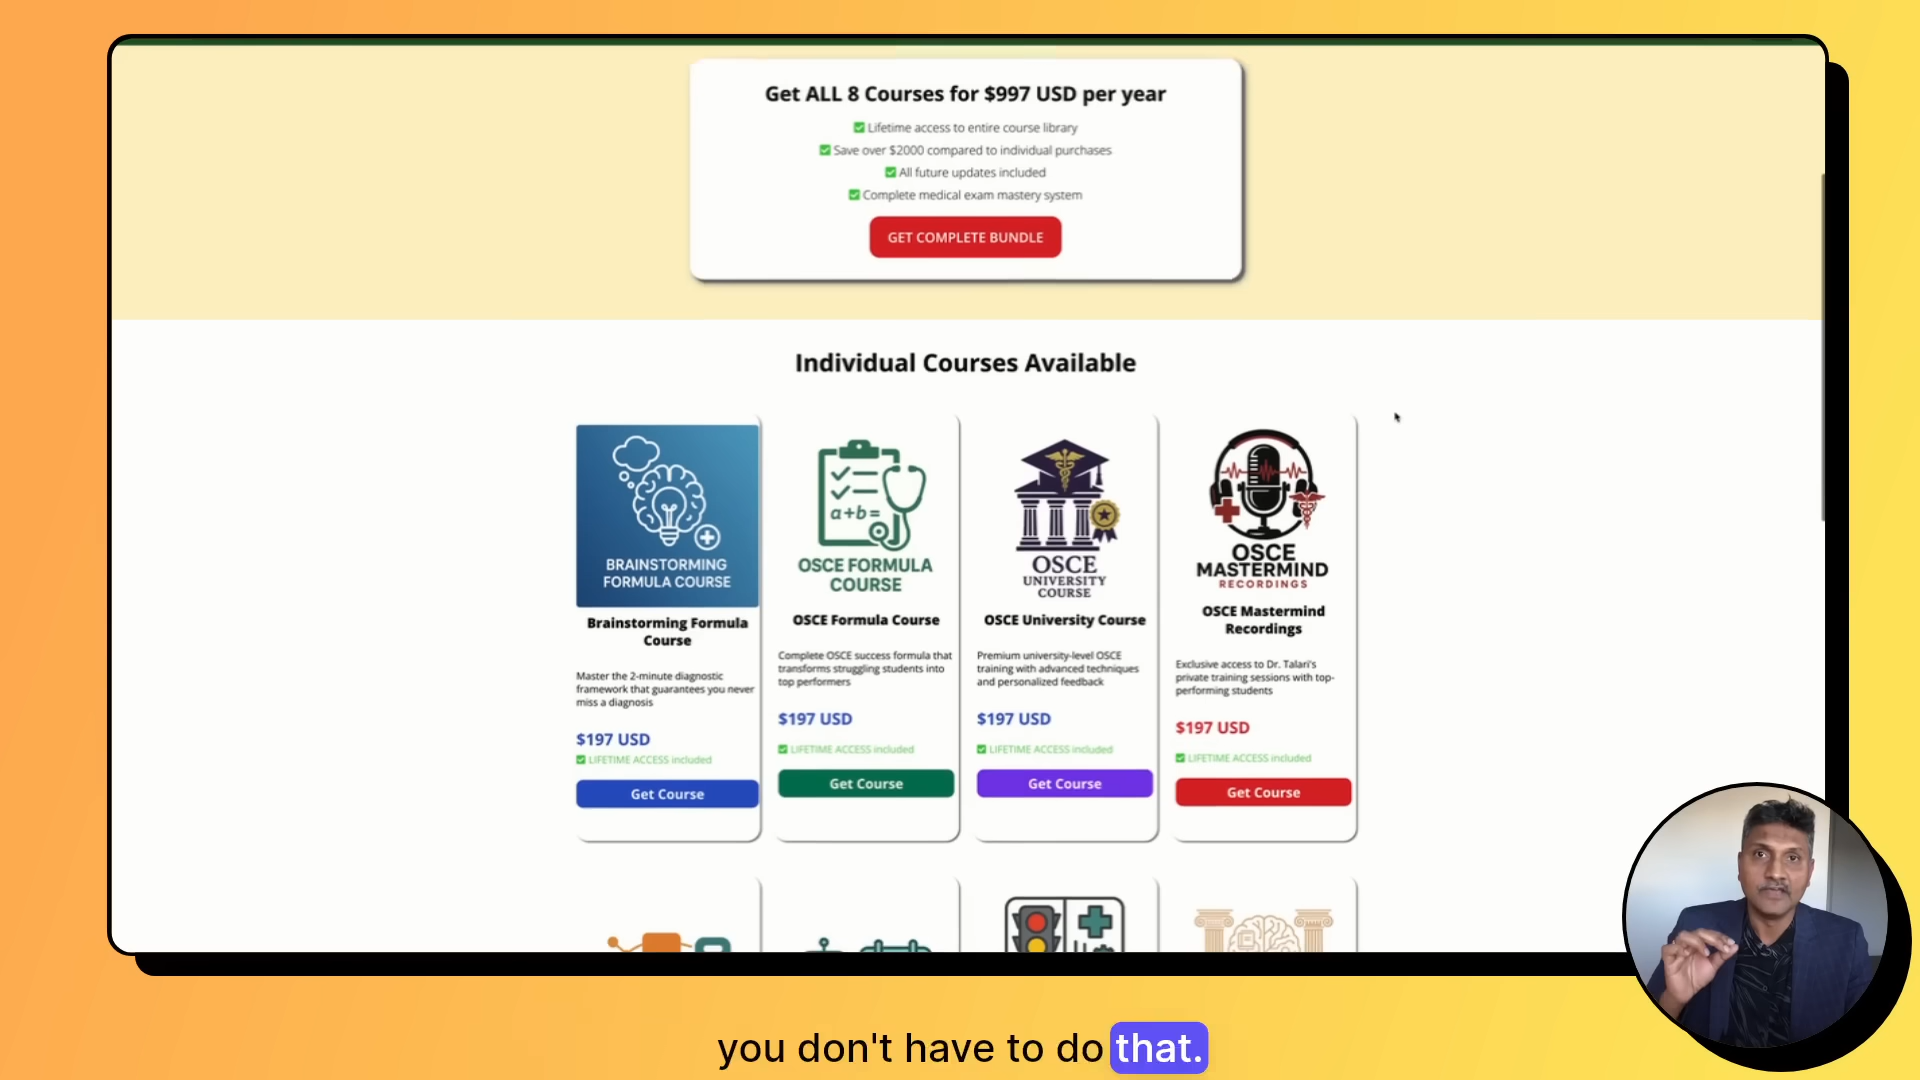 Get ALL 8 Courses for $997 USD per year
✅ Lifetime access to entire course library
✅ Save over $2000 compared to individual purchases
✅ All future updates included
✅ Complete medical exam mastery system
GET COMPLETE BUNDLE
Individual Courses Available
BRAINSTORMING
FORMULA COURSE
Brainstorming Formula
Course
Master the 2-minute diagnostic
framework that guarantees you never
miss a diagnosis
$197 USD
✅ LIFETIME ACCESS included
Get Course
a+b=
OSCE FORMULA
COURSE
OSCE Formula Course
Complete OSCE success formula that
transforms struggling students into
top performers
$197 USD
✅ LIFETIME ACCESS included
Get Course
OSCE
UNIVERSITY
COURSE
OSCE University Course
Premium university-level OSCE
training with advanced techniques
and personalized feedback
$197 USD
✅ LIFETIME ACCESS included
Get Course
OSCE
MASTERMIND
RECORDINGS
OSCE Mastermind
Recordings
Exclusive access to Dr. Talari's
private training sessions with top-
performing students
$197 USD
✅ LIFETIME ACCESS included
Get Course
you don't have to do that.